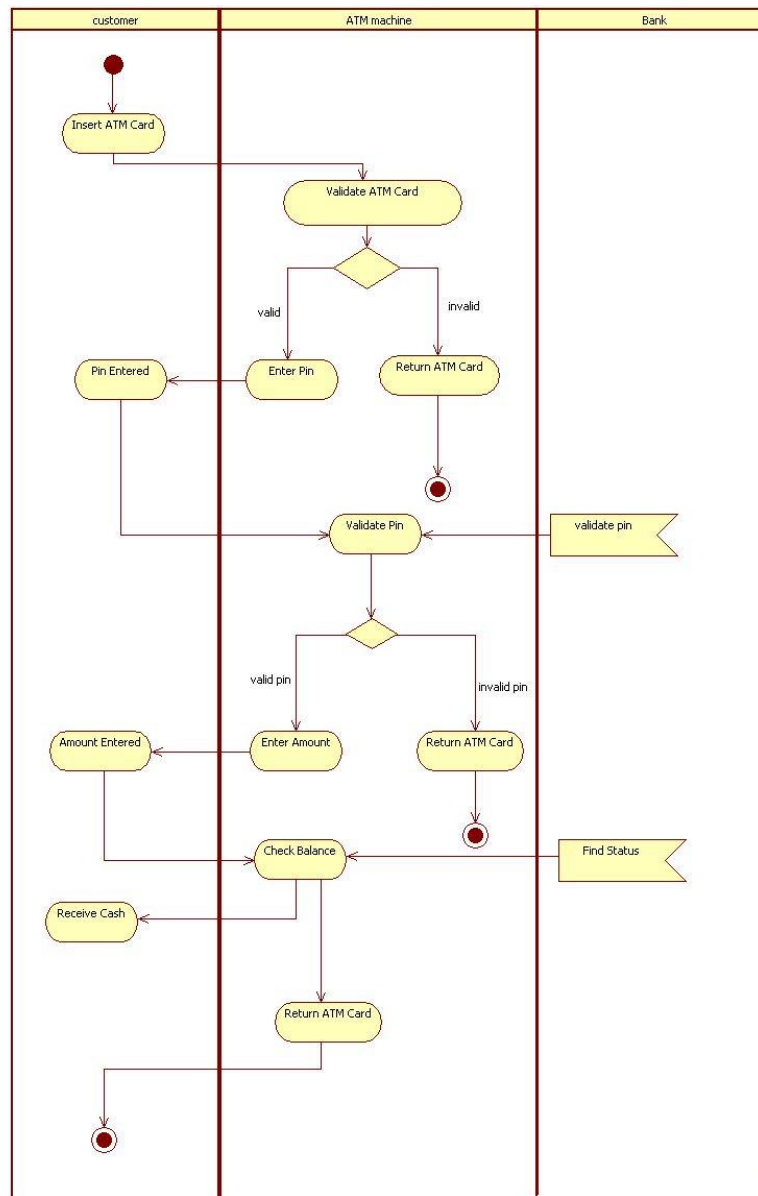 customer
ATM machine
Bank
Insert ATM Card
Validate ATM Card
valid
invalid
Pin Entered
Enter Pin
Return ATM Card
Validate Pin
validate pin
valid pin
invalid pin
Amount Entered
Enter Amount
Return ATM Card
Check Balance
Find Status
Receive Cash
Return ATM Card